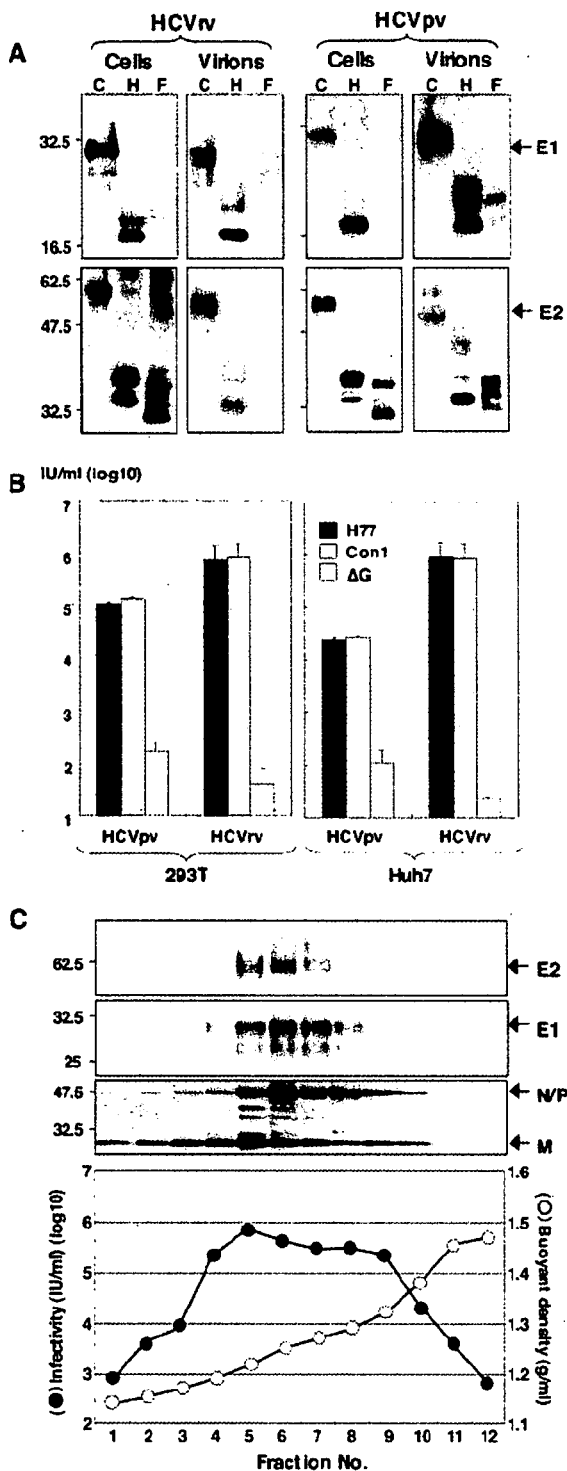 HCVrv HCVpv
A
Cells Virions Cells Virions
C H F C H F C H F C H F
32.5
E1
16.5
62.5
E2
47.5
32.5
B
IU/ml (log10)
7
6
5
4
3
2
1
H77
Con1
ΔG
HCVpv HCVrv HCVpv HCVrv
293T Huh7
C
62.5
E2
32.5
E1
25
47.5
N/P
32.5
M
7 1.6
6 1.5
5 1.4
4 1.3
3 1.2
2 1.1
(●) Infectivity (IU/ml) (log10)
(○) Buoyant density (g/ml)
1 2 3 4 5 6 7 8 9 10 11 12
Fraction No.